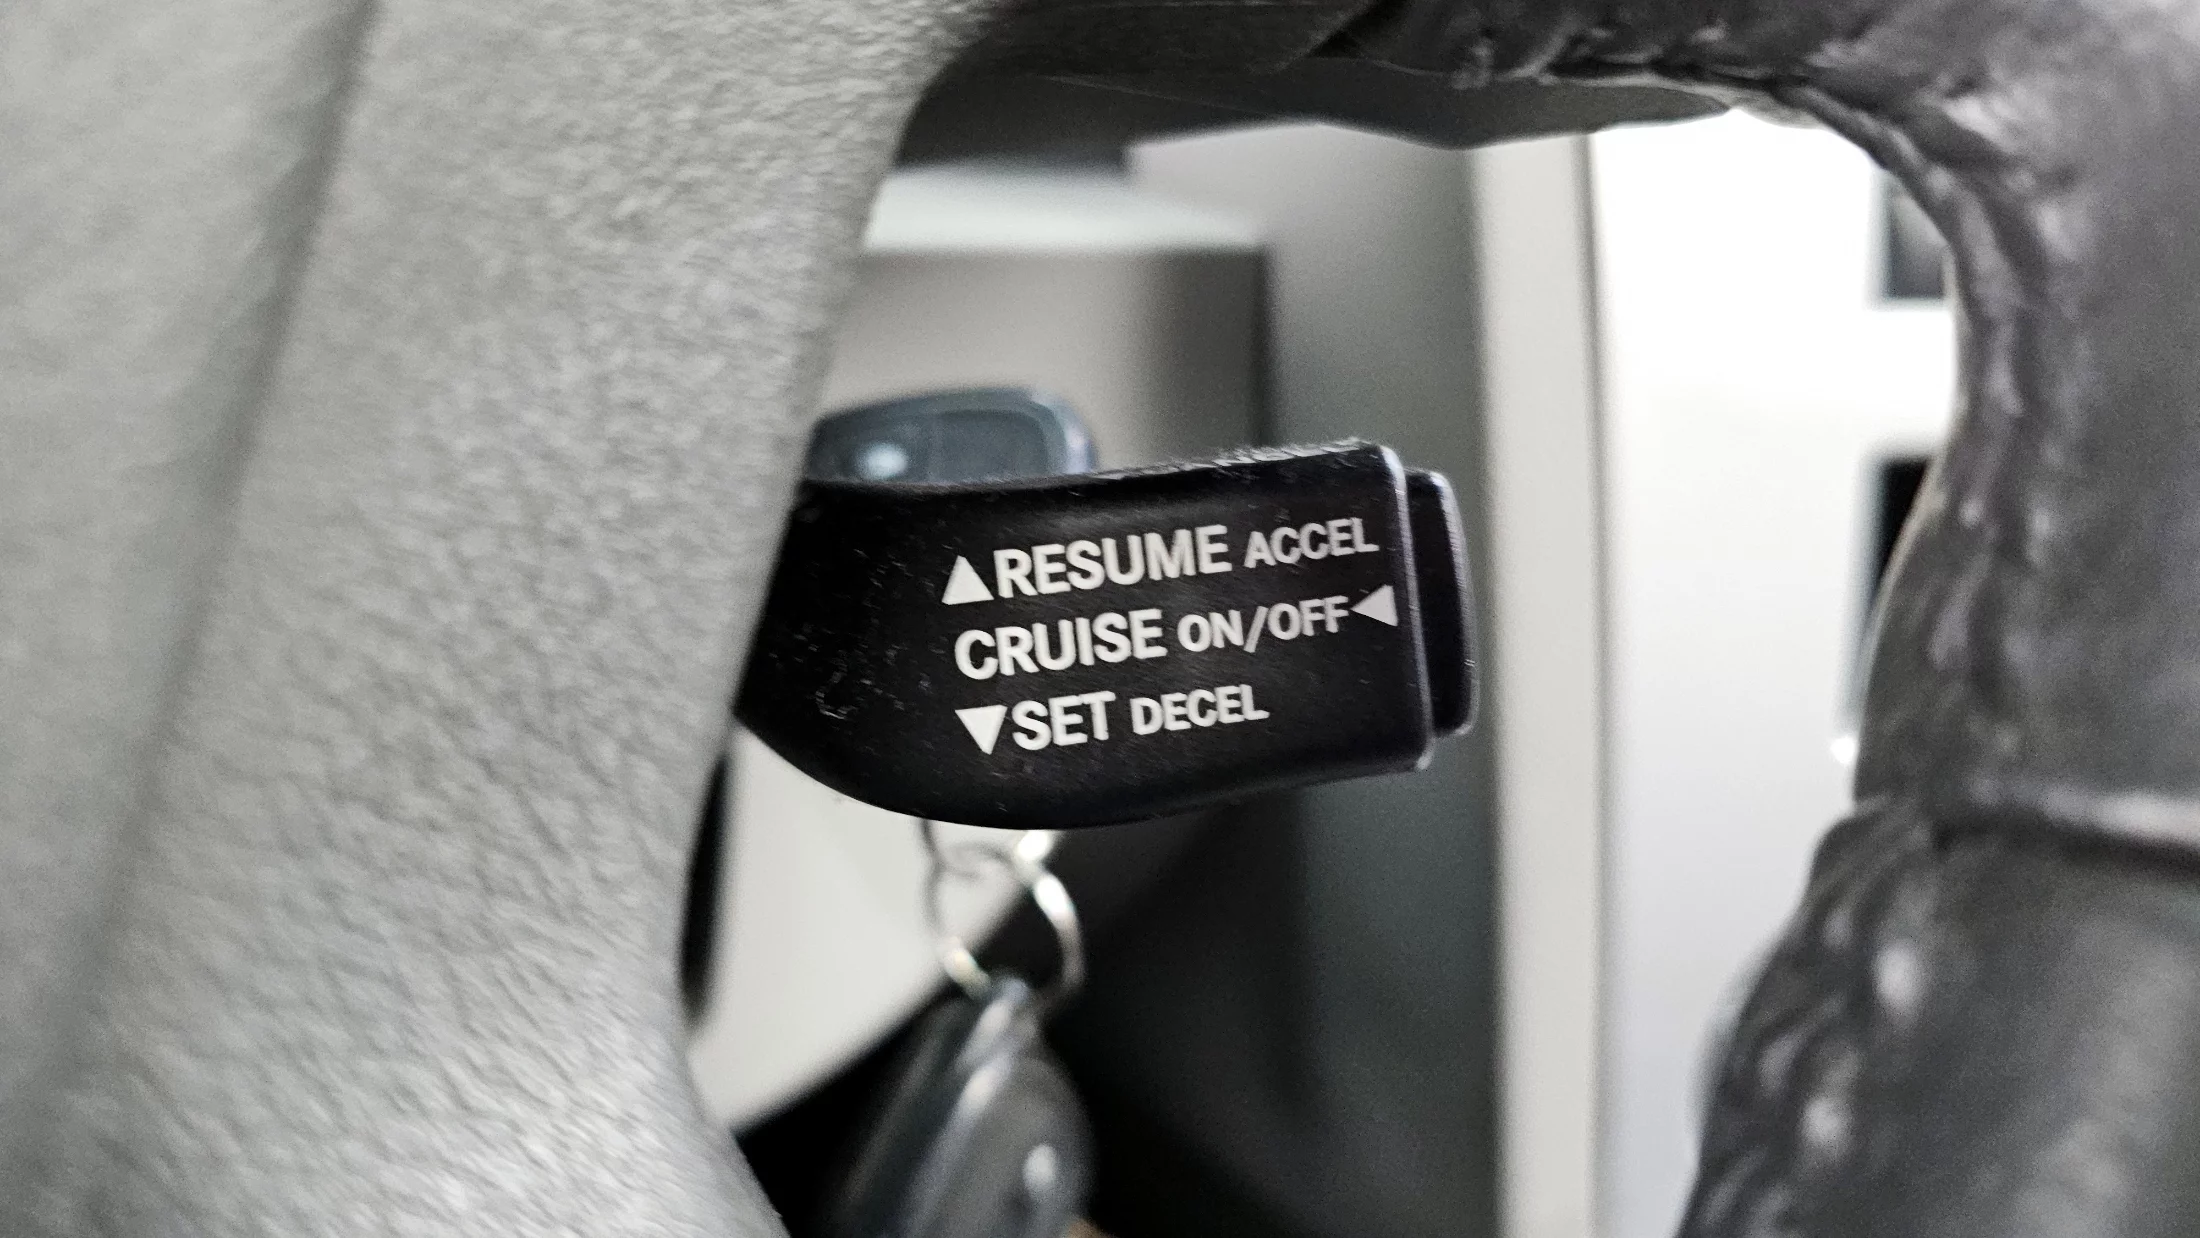 ▲RESUME ACCEL
CRUISE ON/OFF◀
▼SET DECEL